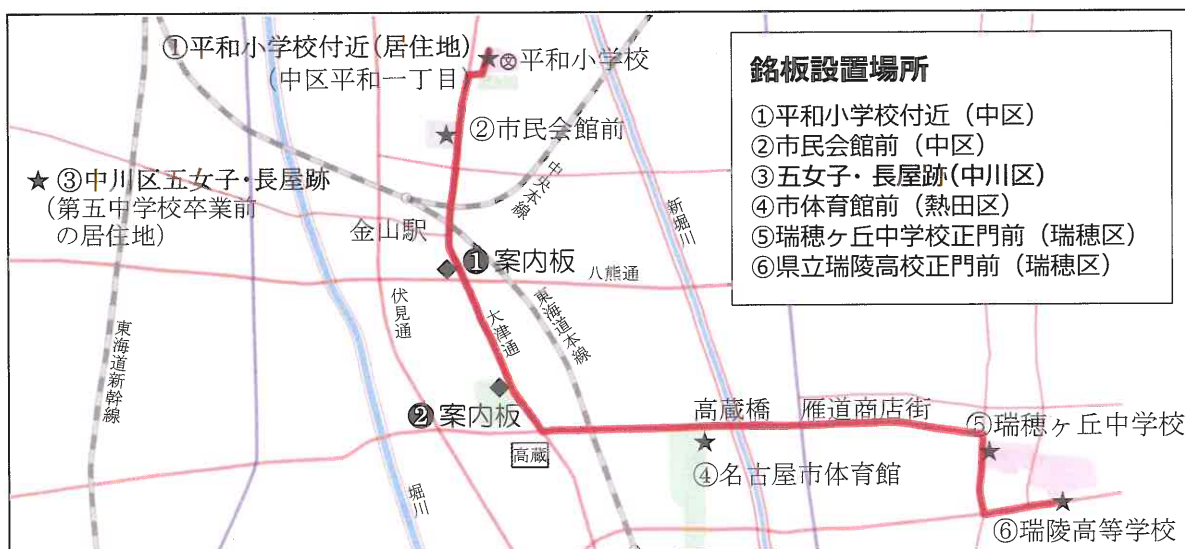 ①平和小学校付近(居住地)
(中区平和一丁目)
平和小学校
②市民会館前
③中川区五女子・長屋跡
(第五中学校卒業前
の居住地)
中央本線
金山駅
❶案内板
八熊通
新堀川
伏見通
大津通
東海道本線
東海道新幹線
❷案内板
高蔵
高蔵橋
雁道商店街
⑤瑞穂ヶ丘中学校
④名古屋市体育館
堀川
⑥瑞陵高等学校
銘板設置場所
①平和小学校付近(中区)
②市民会館前(中区)
③五女子・長屋跡(中川区)
④市体育館前(熱田区)
⑤瑞穂ヶ丘中学校正門前(瑞穂区)
⑥県立瑞陵高校正門前(瑞穂区)